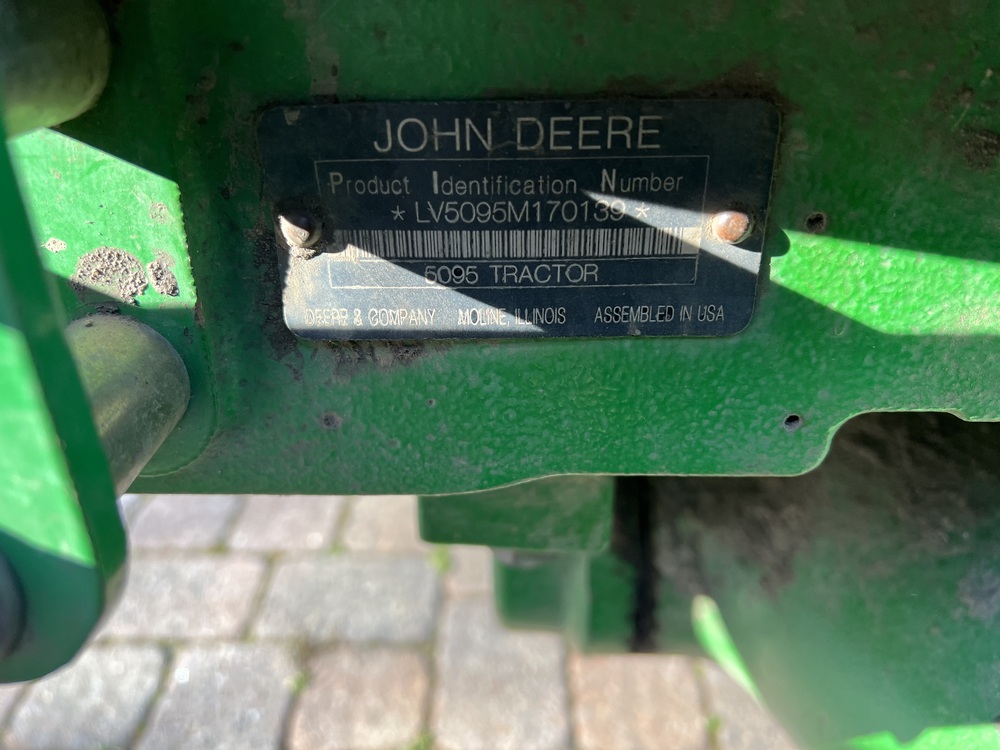 JOHN DEERE
Product Identification Number
* LV5095M170139 *
5095 TRACTOR
DEERE & COMPANY MOLINE, ILLINOIS ASSEMBLED IN USA